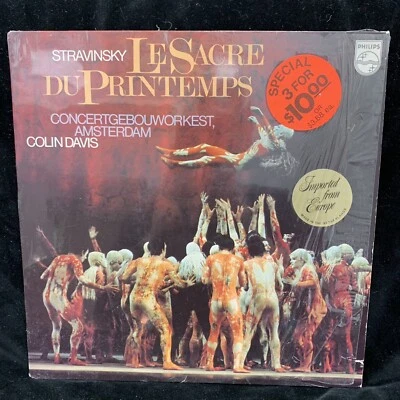 STRAVINSKY LE SACRE
DU PRINTEMPS
CONCERTGEBOUWORKEST,
AMSTERDAM
COLIN DAVIS
SPECIAL
3 FOR
$10.00
PHILIPS
Imported
from
Europe